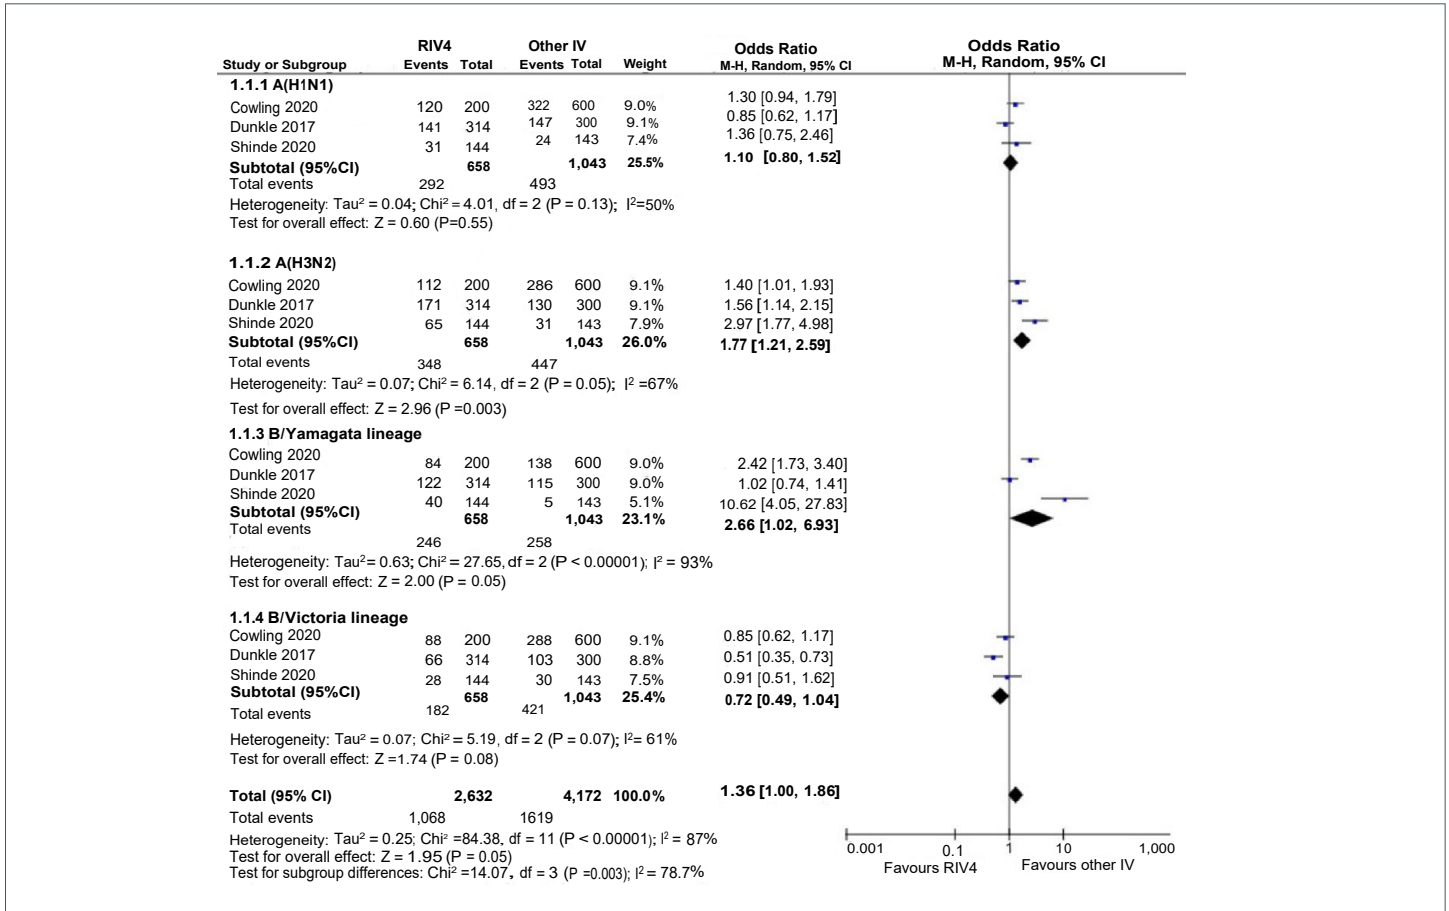 RIV4 Other IV Odds Ratio Odds Ratio
Study or Subgroup Events Total Events Total Weight M-H, Random, 95% CI M-H, Random, 95% CI
1.1.1 A(H1N1)
Cowling 2020 120 200 322 600 9.0% 1.30 [0.94, 1.79]
Dunkle 2017 141 314 147 300 9.1% 0.85 [0.62, 1.17]
Shinde 2020 31 144 24 143 7.4% 1.36 [0.75, 2.46]
Subtotal (95%CI) 658 1,043 25.5% 1.10 [0.80, 1.52]
Total events 292 493
Heterogeneity: Tau² = 0.04; Chi² = 4.01, df = 2 (P = 0.13); I²=50%
Test for overall effect: Z = 0.60 (P=0.55)
1.1.2 A(H3N2)
Cowling 2020 112 200 286 600 9.1% 1.40 [1.01, 1.93]
Dunkle 2017 171 314 130 300 9.1% 1.56 [1.14, 2.15]
Shinde 2020 65 144 31 143 7.9% 2.97 [1.77, 4.98]
Subtotal (95%CI) 658 1,043 26.0% 1.77 [1.21, 2.59]
Total events 348 447
Heterogeneity: Tau² = 0.07; Chi² = 6.14, df = 2 (P = 0.05); I² =67%
Test for overall effect: Z = 2.96 (P =0.003)
1.1.3 B/Yamagata lineage
Cowling 2020 84 200 138 600 9.0% 2.42 [1.73, 3.40]
Dunkle 2017 122 314 115 300 9.0% 1.02 [0.74, 1.41]
Shinde 2020 40 144 5 143 5.1% 10.62 [4.05, 27.83]
Subtotal (95%CI) 658 1,043 23.1% 2.66 [1.02, 6.93]
Total events 246 258
Heterogeneity: Tau²= 0.63; Chi² = 27.65, df = 2 (P < 0.00001); I² = 93%
Test for overall effect: Z = 2.00 (P = 0.05)
1.1.4 B/Victoria lineage
Cowling 2020 88 200 288 600 9.1% 0.85 [0.62, 1.17]
Dunkle 2017 66 314 103 300 8.8% 0.51 [0.35, 0.73]
Shinde 2020 28 144 30 143 7.5% 0.91 [0.51, 1.62]
Subtotal (95%CI) 658 1,043 25.4% 0.72 [0.49, 1.04]
Total events 182 421
Heterogeneity: Tau² = 0.07; Chi² = 5.19, df = 2 (P = 0.07); I²= 61%
Test for overall effect: Z =1.74 (P = 0.08)
Total (95% CI) 2,632 4,172 100.0% 1.36 [1.00, 1.86]
Total events 1,068 1619
Heterogeneity: Tau² = 0.25; Chi² =84.38, df = 11 (P < 0.00001); I² = 87%
Test for overall effect: Z = 1.95 (P = 0.05)
Test for subgroup differences: Chi² =14.07, df = 3 (P =0.003); I² = 78.7%
0.001 0.1 1 10 1,000
Favours RIV4 Favours other IV